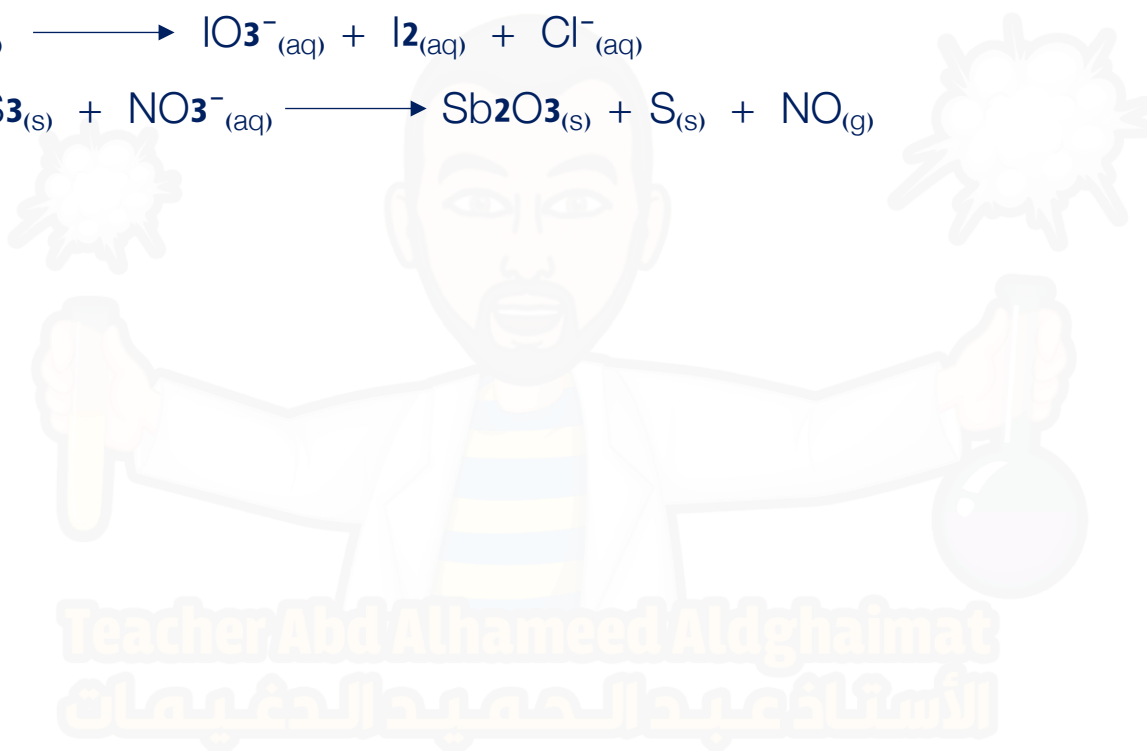 ⟶ IO3⁻(aq) + I2(aq) + Cl⁻(aq)
3(s) + NO3⁻(aq) ⟶ Sb2O3(s) + S(s) + NO(g)
Teacher Abd Alhameed Aldghaimat
الأستاذ عبد الحميد الدغيمات